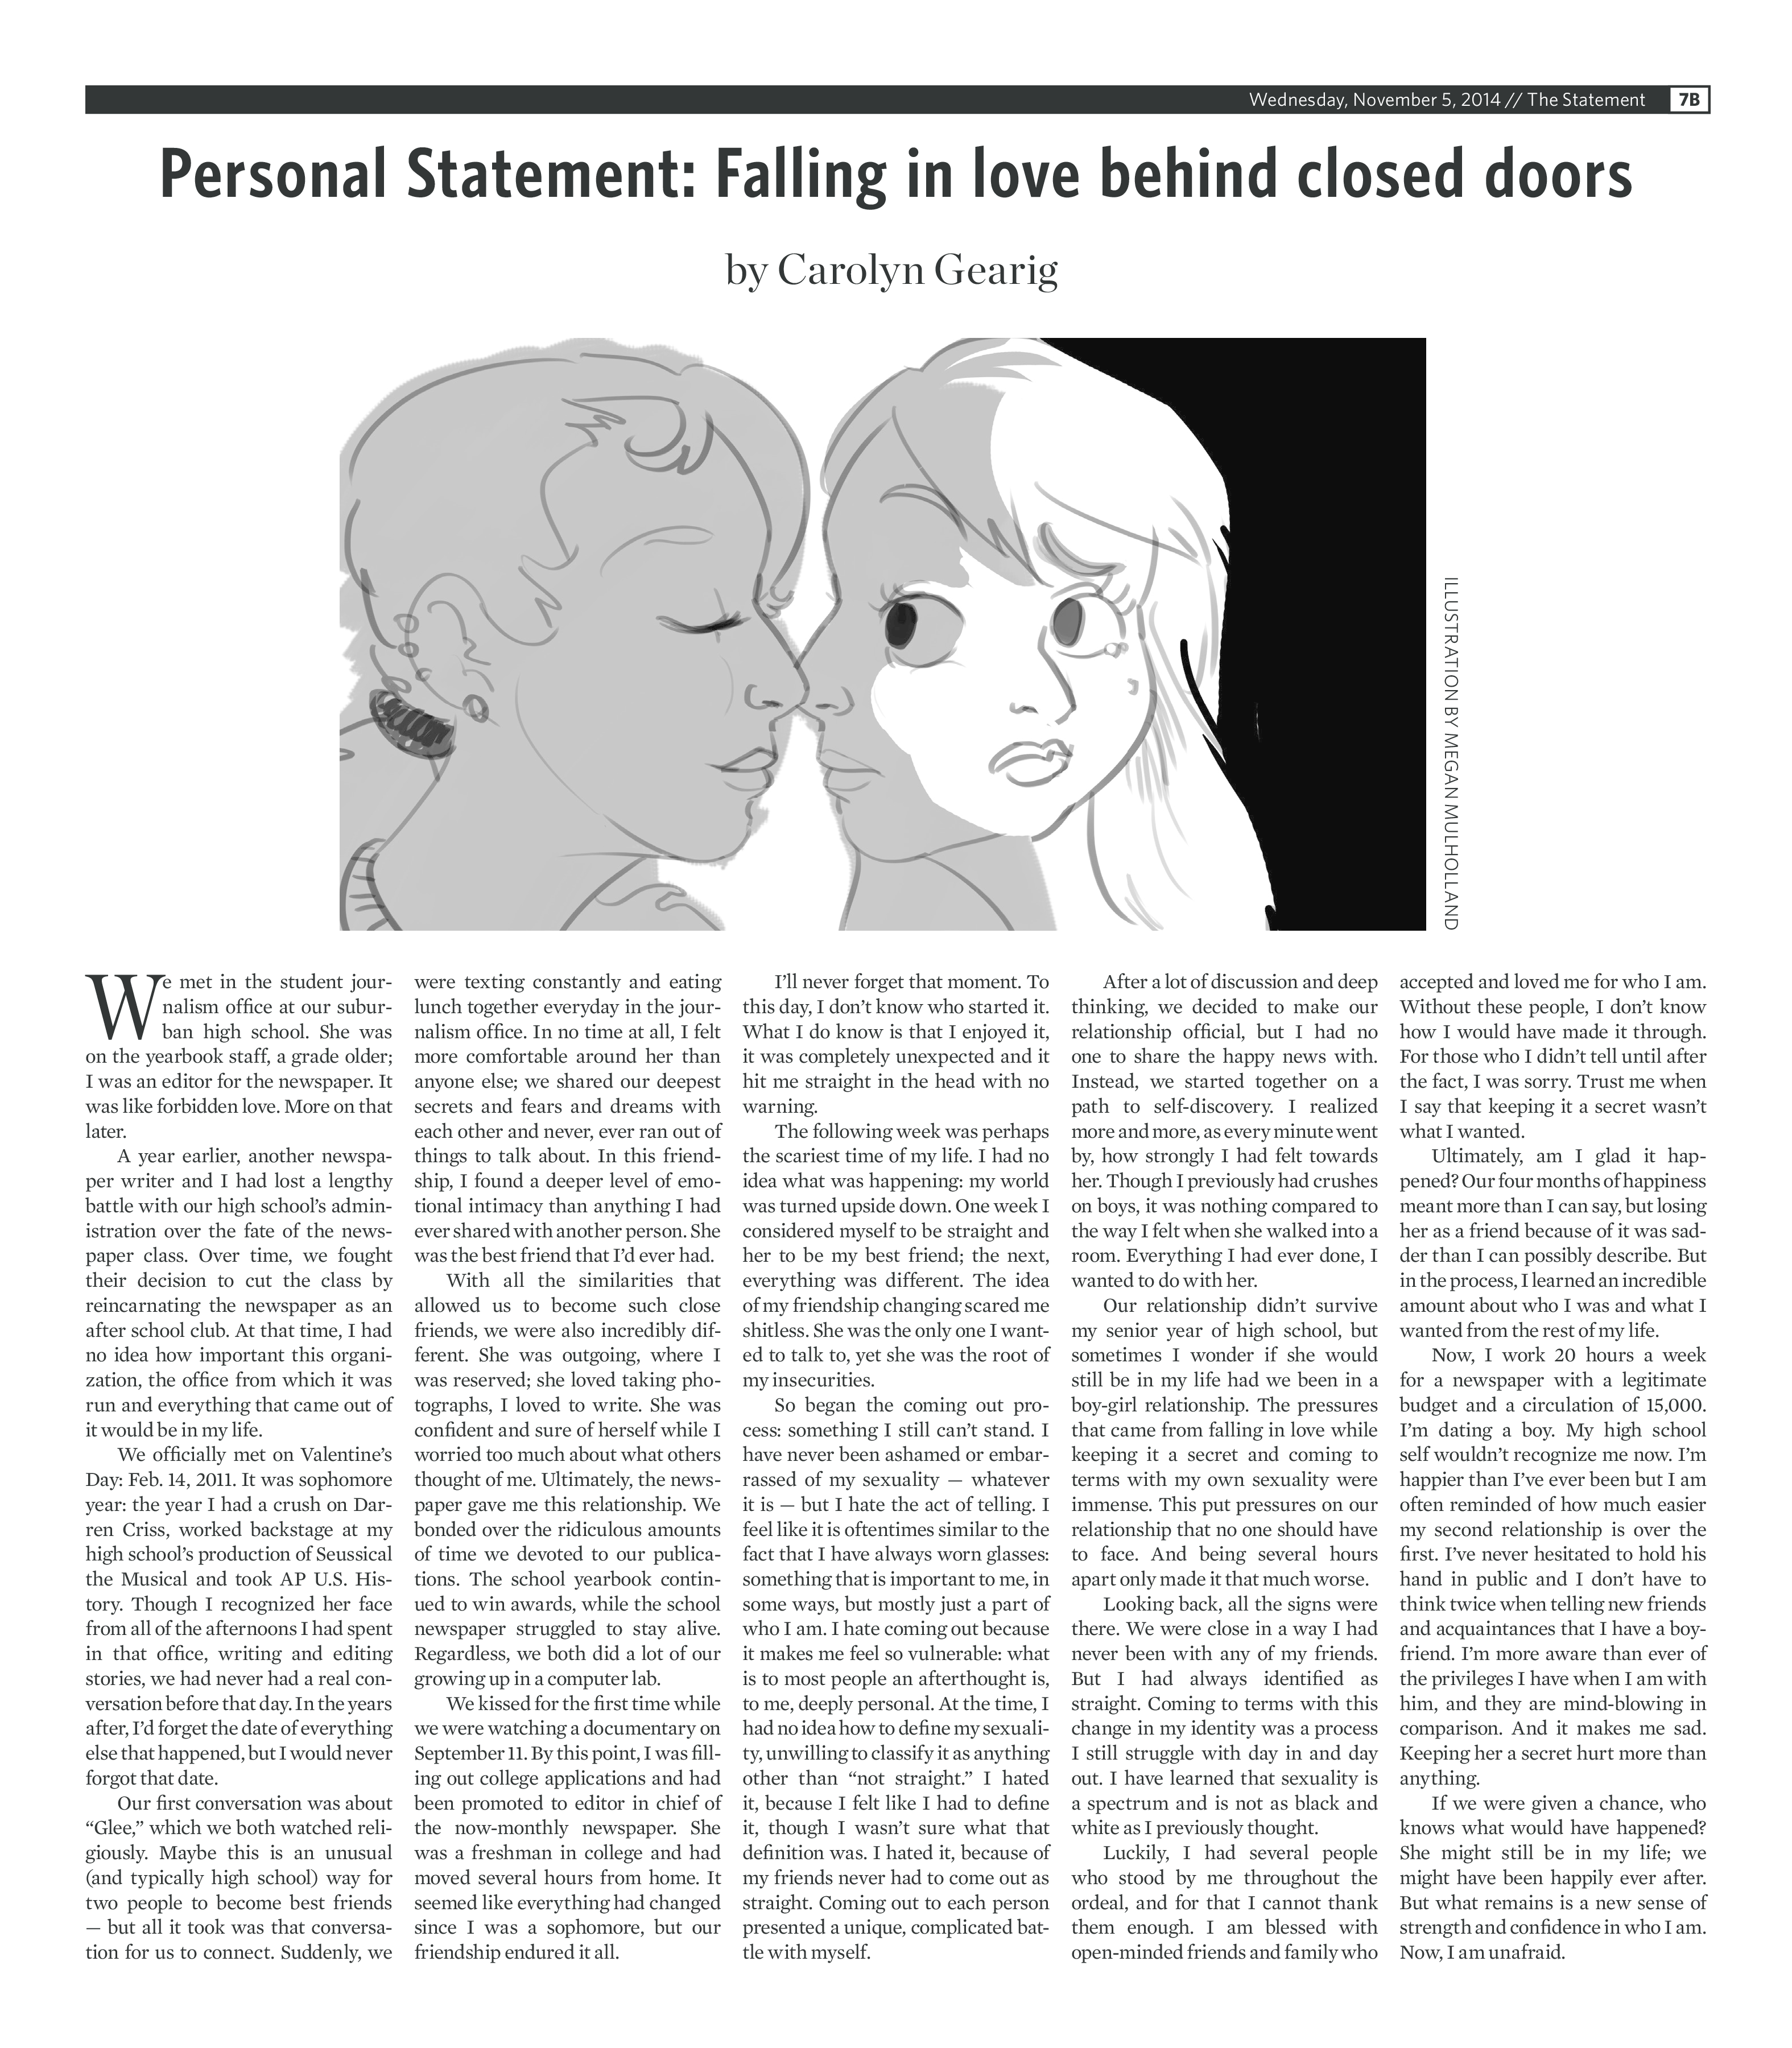 Wednesday, November 5, 2014 // The Statement 7B
Personal Statement: Falling in love behind closed doors
by Carolyn Gearig
ILLUSTRATION BY MEGAN MULHOLLAND
We met in the student jour-
nalism office at our subur-
ban high school. She was
on the yearbook staff, a grade older;
I was an editor for the newspaper. It
was like forbidden love. More on that
later.
A year earlier, another newspa-
per writer and I had lost a lengthy
battle with our high school's admin-
istration over the fate of the news-
paper class. Over time, we fought
their decision to cut the class by
reincarnating the newspaper as an
after school club. At that time, I had
no idea how important this organi-
zation, the office from which it was
run and everything that came out of
it would be in my life.
We officially met on Valentine's
Day: Feb. 14, 2011. It was sophomore
year: the year I had a crush on Dar-
ren Criss, worked backstage at my
high school's production of Seussical
the Musical and took AP U.S. His-
tory. Though I recognized her face
from all of the afternoons I had spent
in that office, writing and editing
stories, we had never had a real con-
versation before that day. In the years
after, I'd forget the date of everything
else that happened, but I would never
forgot that date.
Our first conversation was about
“Glee,” which we both watched reli-
giously. Maybe this is an unusual
(and typically high school) way for
two people to become best friends
— but all it took was that conversa-
tion for us to connect. Suddenly, we
were texting constantly and eating
lunch together everyday in the jour-
nalism office. In no time at all, I felt
more comfortable around her than
anyone else; we shared our deepest
secrets and fears and dreams with
each other and never, ever ran out of
things to talk about. In this friend-
ship, I found a deeper level of emo-
tional intimacy than anything I had
ever shared with another person. She
was the best friend that I'd ever had.
With all the similarities that
allowed us to become such close
friends, we were also incredibly dif-
ferent. She was outgoing, where I
was reserved; she loved taking pho-
tographs, I loved to write. She was
confident and sure of herself while I
worried too much about what others
thought of me. Ultimately, the news-
paper gave me this relationship. We
bonded over the ridiculous amounts
of time we devoted to our publica-
tions. The school yearbook contin-
ued to win awards, while the school
newspaper struggled to stay alive.
Regardless, we both did a lot of our
growing up in a computer lab.
We kissed for the first time while
we were watching a documentary on
September 11. By this point, I was fill-
ing out college applications and had
been promoted to editor in chief of
the now-monthly newspaper. She
was a freshman in college and had
moved several hours from home. It
seemed like everything had changed
since I was a sophomore, but our
friendship endured it all.
I'll never forget that moment. To
this day, I don't know who started it.
What I do know is that I enjoyed it,
it was completely unexpected and it
hit me straight in the head with no
warning.
The following week was perhaps
the scariest time of my life. I had no
idea what was happening: my world
was turned upside down. One week I
considered myself to be straight and
her to be my best friend; the next,
everything was different. The idea
of my friendship changing scared me
shitless. She was the only one I want-
ed to talk to, yet she was the root of
my insecurities.
So began the coming out pro-
cess: something I still can't stand. I
have never been ashamed or embar-
rassed of my sexuality — whatever
it is — but I hate the act of telling. I
feel like it is oftentimes similar to the
fact that I have always worn glasses:
something that is important to me, in
some ways, but mostly just a part of
who I am. I hate coming out because
it makes me feel so vulnerable: what
is to most people an afterthought is,
to me, deeply personal. At the time, I
had no idea how to define my sexuali-
ty, unwilling to classify it as anything
other than “not straight.” I hated
it, because I felt like I had to define
it, though I wasn't sure what that
definition was. I hated it, because of
my friends never had to come out as
straight. Coming out to each person
presented a unique, complicated bat-
tle with myself.
After a lot of discussion and deep
thinking, we decided to make our
relationship official, but I had no
one to share the happy news with.
Instead, we started together on a
path to self-discovery. I realized
more and more, as every minute went
by, how strongly I had felt towards
her. Though I previously had crushes
on boys, it was nothing compared to
the way I felt when she walked into a
room. Everything I had ever done, I
wanted to do with her.
Our relationship didn't survive
my senior year of high school, but
sometimes I wonder if she would
still be in my life had we been in a
boy-girl relationship. The pressures
that came from falling in love while
keeping it a secret and coming to
terms with my own sexuality were
immense. This put pressures on our
relationship that no one should have
to face. And being several hours
apart only made it that much worse.
Looking back, all the signs were
there. We were close in a way I had
never been with any of my friends.
But I had always identified as
straight. Coming to terms with this
change in my identity was a process
I still struggle with day in and day
out. I have learned that sexuality is
a spectrum and is not as black and
white as I previously thought.
Luckily, I had several people
who stood by me throughout the
ordeal, and for that I cannot thank
them enough. I am blessed with
open-minded friends and family who
accepted and loved me for who I am.
Without these people, I don't know
how I would have made it through.
For those who I didn't tell until after
the fact, I was sorry. Trust me when
I say that keeping it a secret wasn't
what I wanted.
Ultimately, am I glad it hap-
pened? Our four months of happiness
meant more than I can say, but losing
her as a friend because of it was sad-
der than I can possibly describe. But
in the process, I learned an incredible
amount about who I was and what I
wanted from the rest of my life.
Now, I work 20 hours a week
for a newspaper with a legitimate
budget and a circulation of 15,000.
I'm dating a boy. My high school
self wouldn't recognize me now. I'm
happier than I've ever been but I am
often reminded of how much easier
my second relationship is over the
first. I've never hesitated to hold his
hand in public and I don't have to
think twice when telling new friends
and acquaintances that I have a boy-
friend. I'm more aware than ever of
the privileges I have when I am with
him, and they are mind-blowing in
comparison. And it makes me sad.
Keeping her a secret hurt more than
anything.
If we were given a chance, who
knows what would have happened?
She might still be in my life; we
might have been happily ever after.
But what remains is a new sense of
strength and confidence in who I am.
Now, I am unafraid.